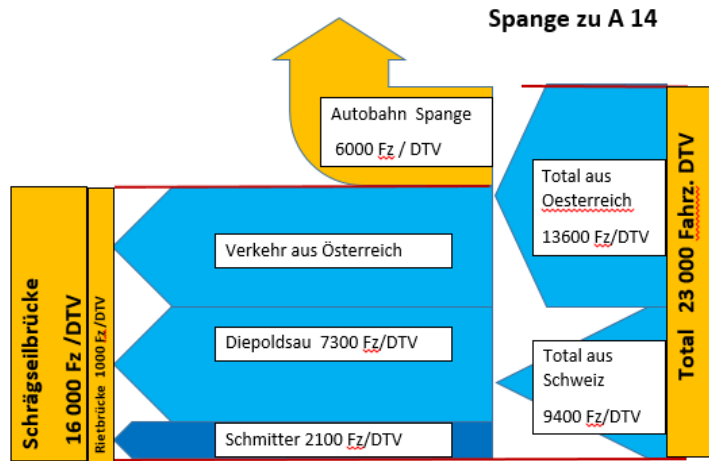 Spange zu A 14
Autobahn Spange
6000 Fz / DTV
Total aus
Oesterreich
13600 Fz/DTV
Total 23 000 Fahrz. DTV
Verkehr aus Österreich
Schrägseilbrücke
16 000 Fz /DTV
Rietbrücke 1000 Fz /DTV
Diepoldsau 7300 Fz/DTV
Total aus
Schweiz
9400 Fz/DTV
Schmitter 2100 Fz/DTV